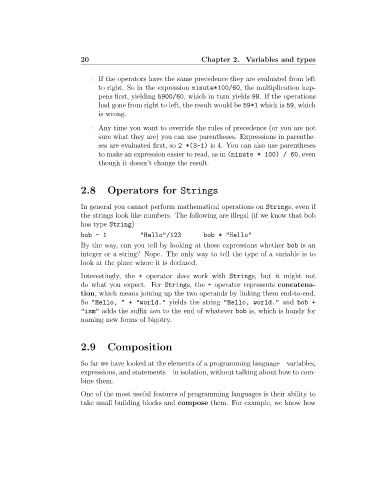 20 Chapter 2. Variables and types
· If the operators have the same precedence they are evaluated from left
to right. So in the expression minute*100/60, the multiplication hap-
pens first, yielding 5900/60, which in turn yields 98. If the operations
had gone from right to left, the result would be 59*1 which is 59, which
is wrong.
· Any time you want to override the rules of precedence (or you are not
sure what they are) you can use parentheses. Expressions in parenthe-
ses are evaluated first, so 2 *(3-1) is 4. You can also use parentheses
to make an expression easier to read, as in (minute * 100) / 60, even
though it doesn't change the result.
2.8 Operators for Strings
In general you cannot perform mathematical operations on Strings, even if
the strings look like numbers. The following are illegal (if we know that bob
has type String)
bob - 1 "Hello"/123 bob * "Hello"
By the way, can you tell by looking at those expressions whether bob is an
integer or a string? Nope. The only way to tell the type of a variable is to
look at the place where it is declared.
Interestingly, the + operator does work with Strings, but it might not
do what you expect. For Strings, the + operator represents concatena-
tion, which means joining up the two operands by linking them end-to-end.
So "Hello, " + "world." yields the string "Hello, world." and bob +
"ism" adds the suffix ism to the end of whatever bob is, which is handy for
naming new forms of bigotry.
2.9 Composition
So far we have looked at the elements of a programming language variables,
expressions, and statements in isolation, without talking about how to com-
bine them.
One of the most useful features of programming languages is their ability to
take small building blocks and compose them. For example, we know how